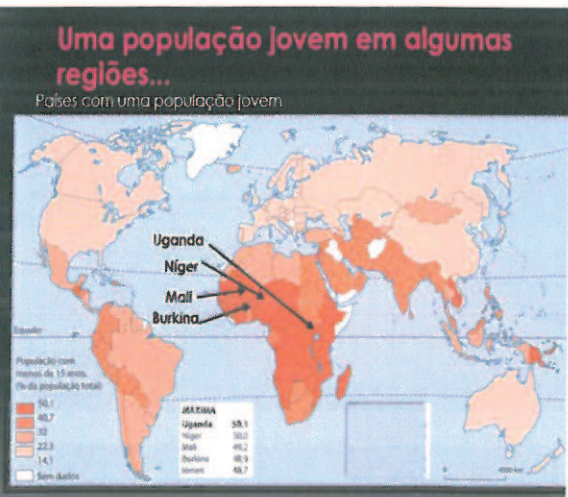 Uma população jovem em algumas
regiões...
Países com uma população jovem
Uganda
Níger
Mali
Burkina
Equador
População com
menos de 15 anos.
(% da população total)
50,1
40,7
32
22,3
14,1
Sem dados
MÁXIMA
Uganda 50,1
Níger 50,0
Mali 49,2
Burkina 48,9
Iemen 48,7
0